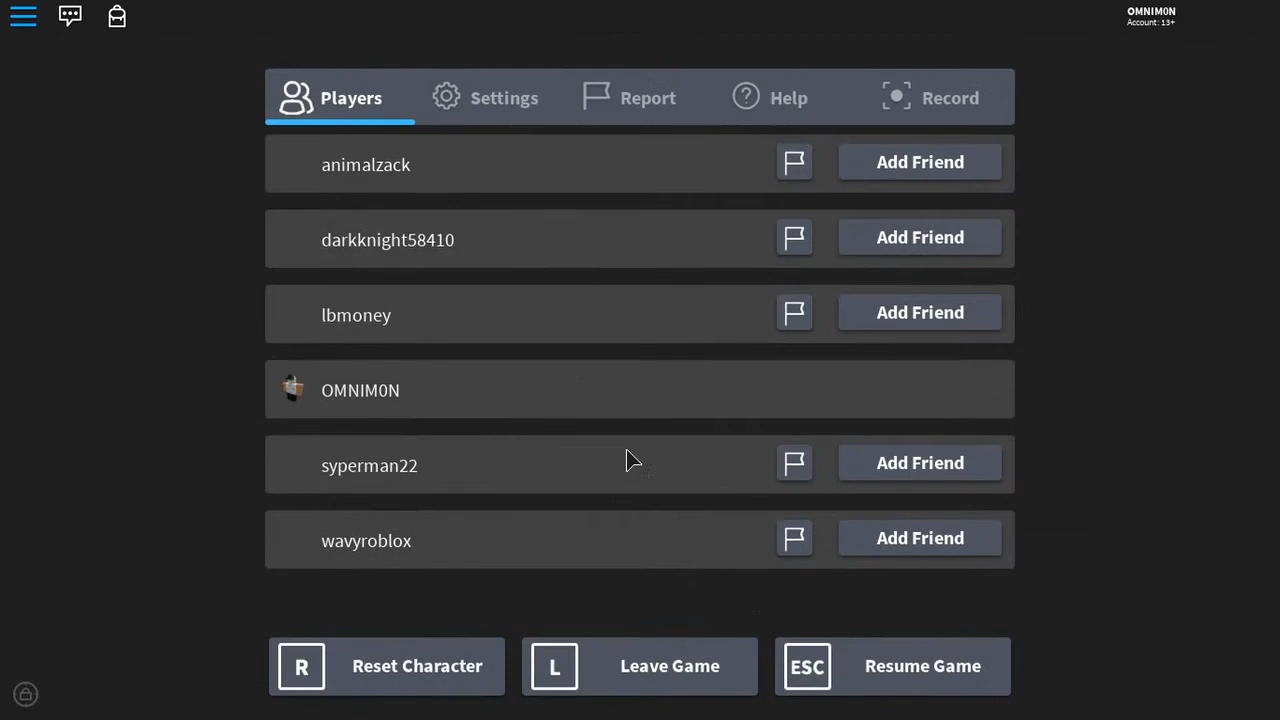 OMNIM0N
Account: 13+
Players Settings Report Help Record
animalzack Add Friend
darkknight58410 Add Friend
lbmoney Add Friend
OMNIM0N
syperman22 Add Friend
wavyroblox Add Friend
R Reset Character L Leave Game ESC Resume Game